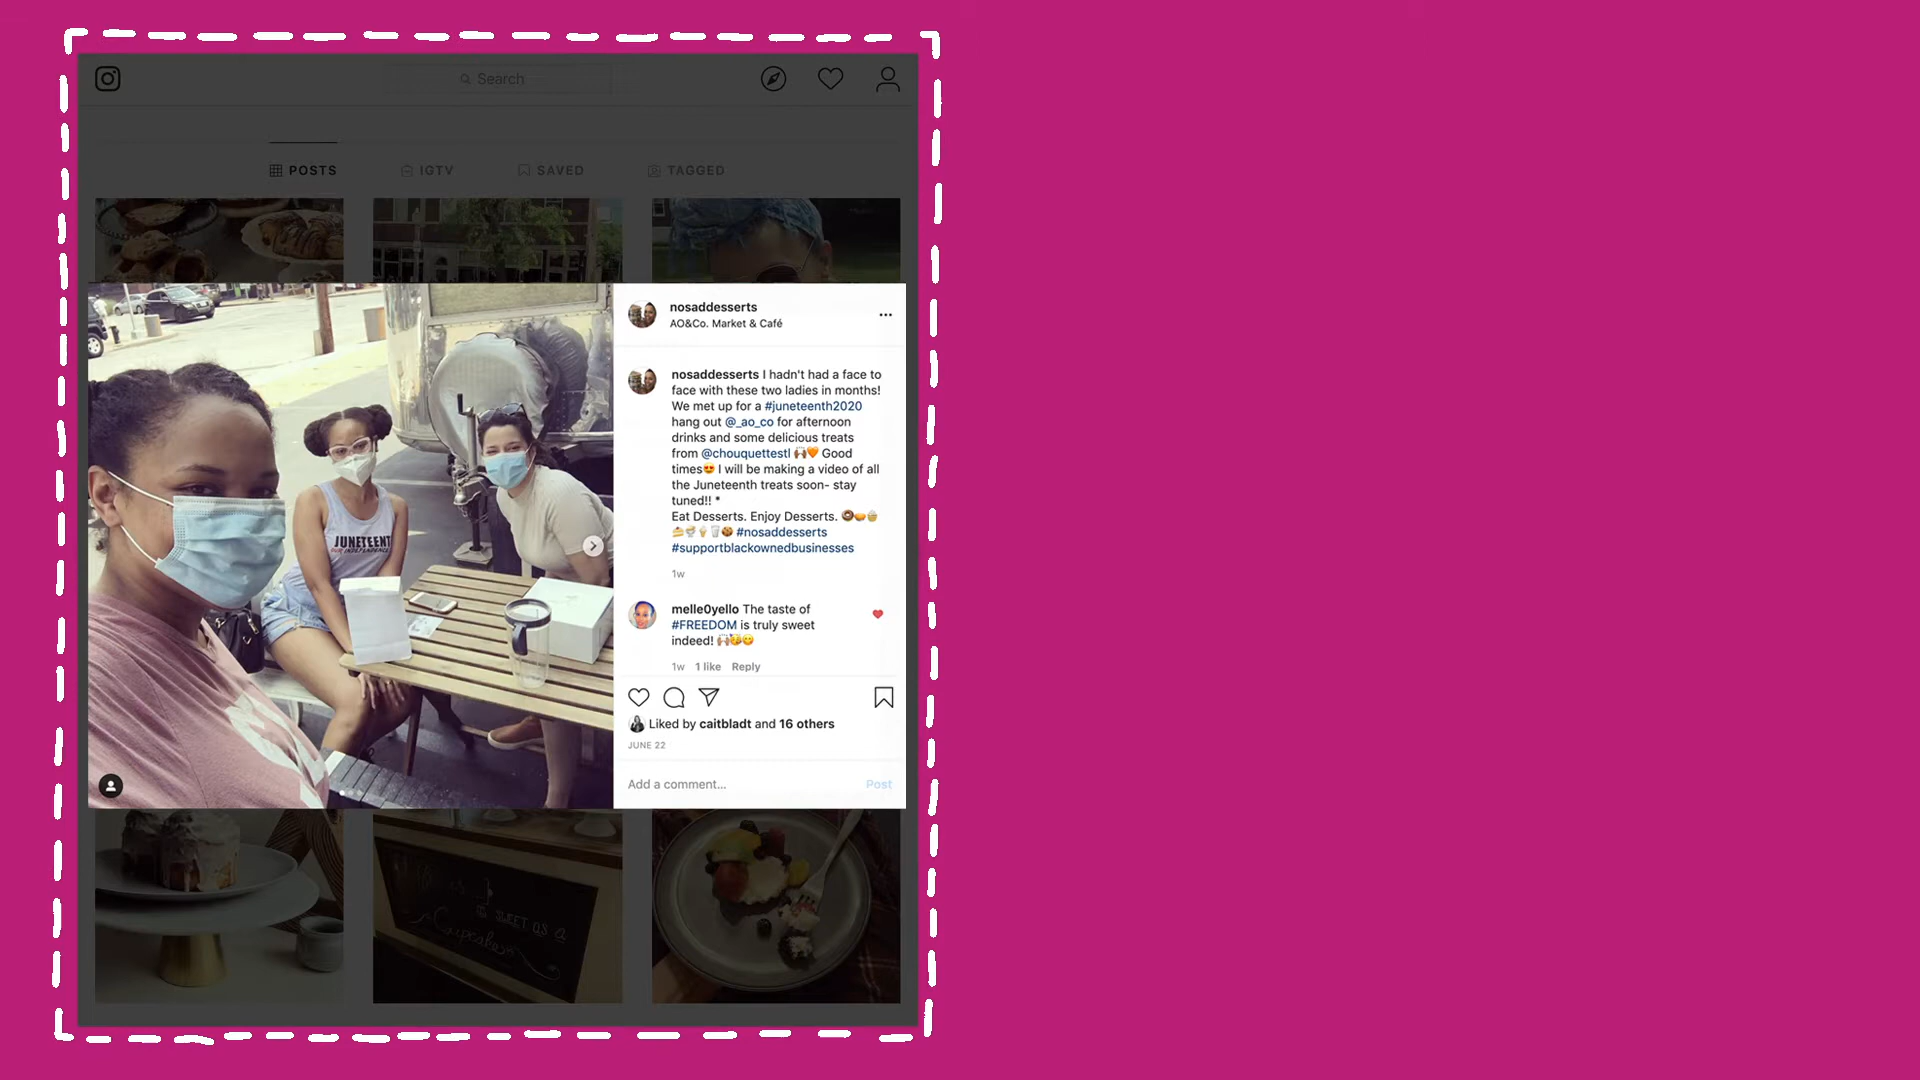 Search
POSTS
IGTV
SAVED
TAGGED
nosaddesserts
AO&Co. Market & Café
nosaddesserts I hadn't had a face to
face with these two ladies in months!
We met up for a #juneteenth2020
hang out @_ao_co for afternoon
drinks and some delicious treats
from @chouquettestl 🙌🏽🧡 Good
times😍 I will be making a video of all
the Juneteenth treats soon- stay
tuned!! *
Eat Desserts. Enjoy Desserts. 🍩🥧🧁
🍰🍨🍦🥛🍪 #nosaddesserts
#supportblackownedbusinesses
1w
melle0yello The taste of
#FREEDOM is truly sweet
indeed! 🙌🏽🥳😋
1w 1 like Reply
Liked by caitbladt and 16 others
JUNE 22
Add a comment...
Post
JUNETEENTH
INDEPENDENCE
SWEET as a
Cupcakes